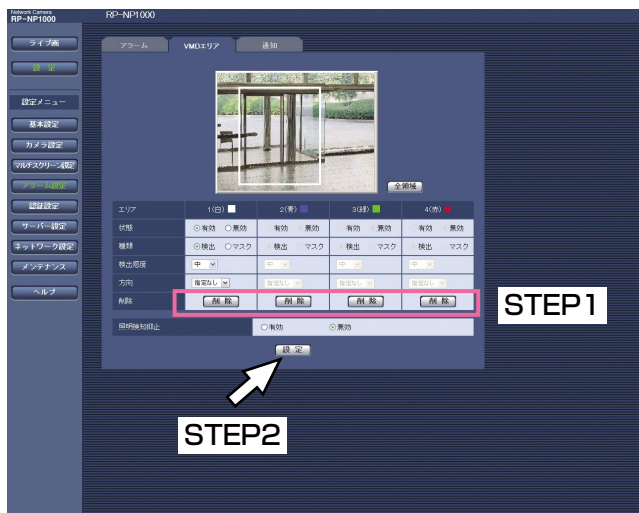 Network Camera
RP-NP1000
RP-NP1000
ライブ画
設 定
設定メニュー
基本設定
カメラ設定
マルチスクリーン設定
アラーム設定
認証設定
サーバー設定
ネットワーク設定
メンテナンス
ヘルプ
アラーム VMDエリア 通知
全領域
エリア 1(白) 2(青) 3(緑) 4(赤)
状態 有効 無効 有効 無効 有効 無効 有効 無効
種類 検出 マスク 検出 マスク 検出 マスク 検出 マスク
検出感度 中 中 中 中
方向 指定なし 指定なし 指定なし 指定なし
削除 削 除 削 除 削 除 削 除
STEP1
照明検知抑止 有効 無効
設 定
STEP2